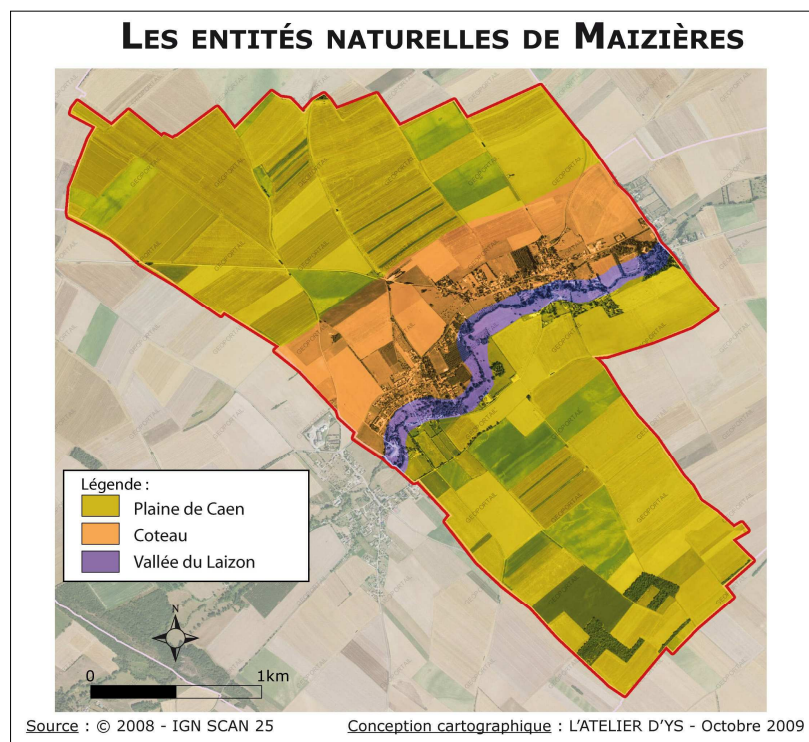 Les entités naturelles de Maizières
GEOPORTAIL
Légende :
Plaine de Caen
Coteau
Vallée du Laizon
N
0 1km
Source : © 2008 - IGN SCAN 25 Conception cartographique : L'ATELIER D'YS - Octobre 2009